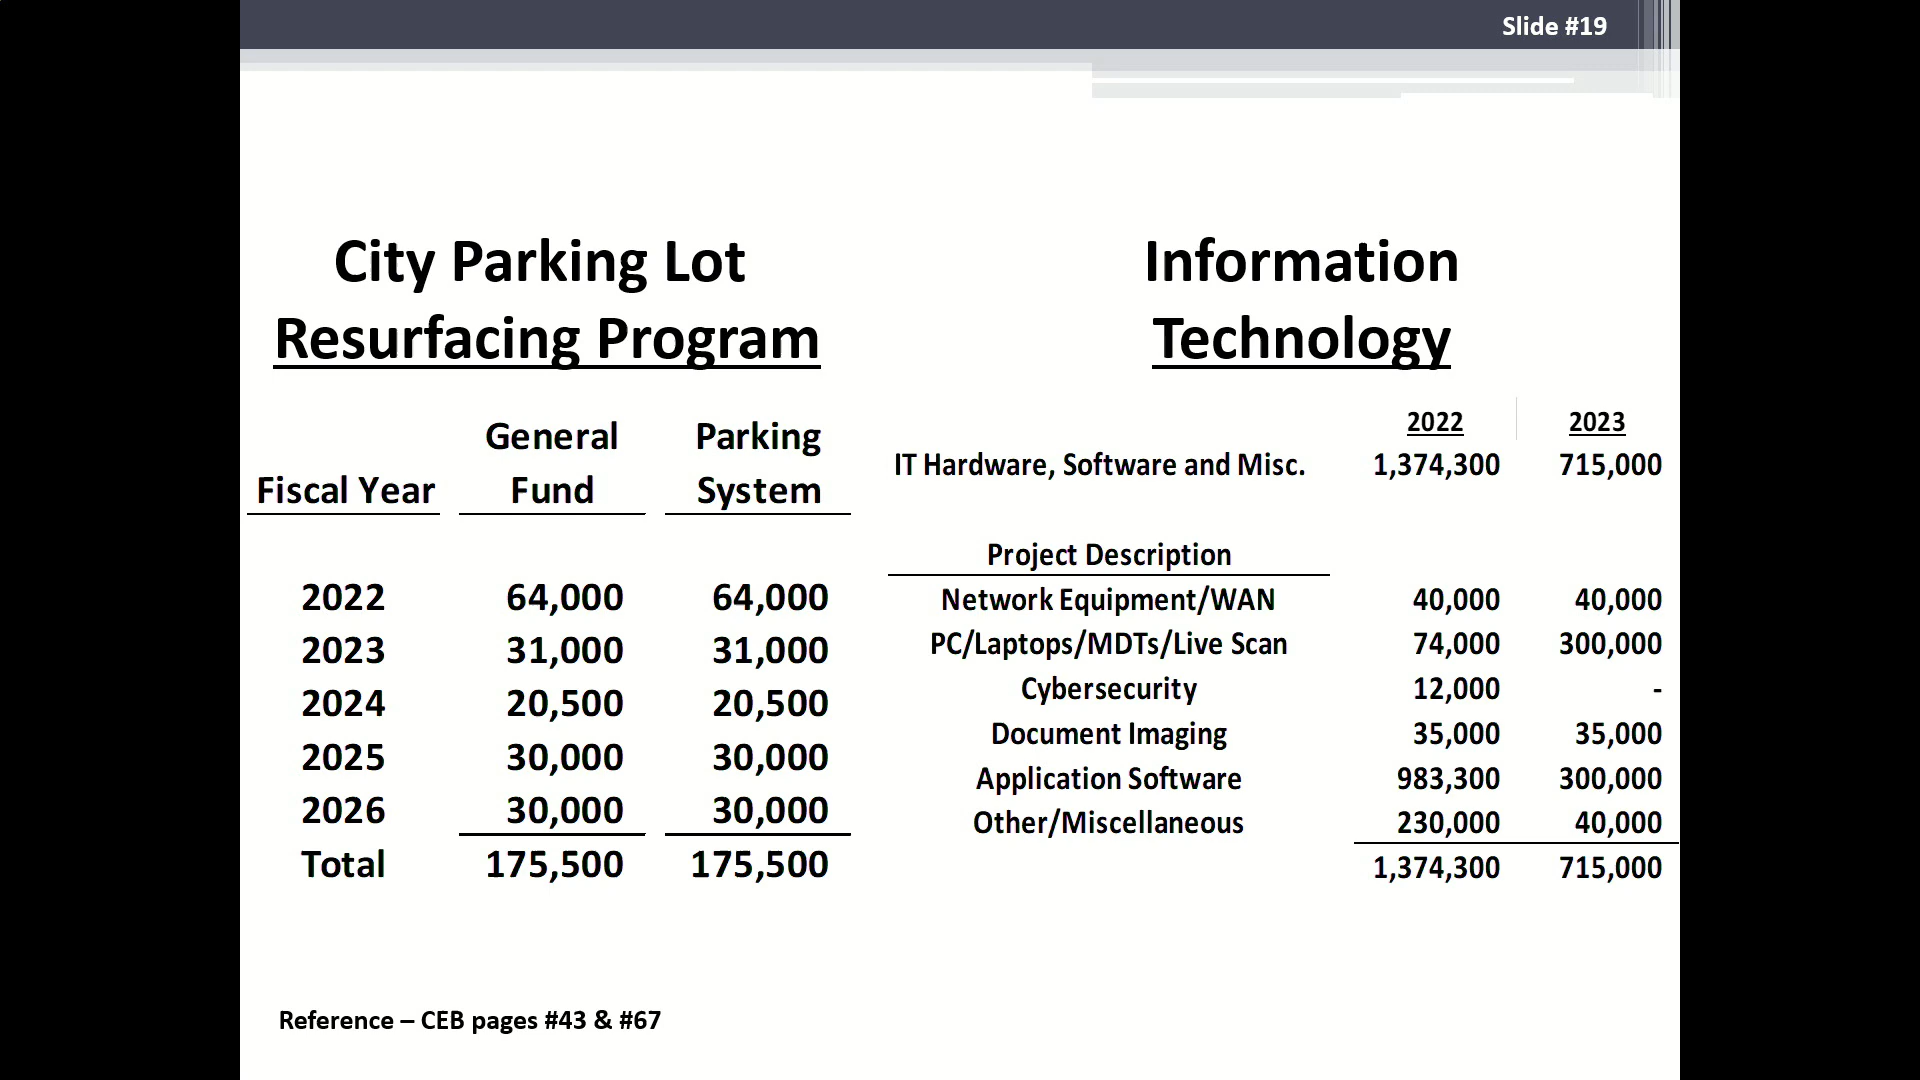 Slide #19
City Parking Lot
Resurfacing Program
General Parking
Fiscal Year Fund System
2022 64,000 64,000
2023 31,000 31,000
2024 20,500 20,500
2025 30,000 30,000
2026 30,000 30,000
Total 175,500 175,500
Information
Technology
2022 2023
IT Hardware, Software and Misc. 1,374,300 715,000
Project Description
Network Equipment/WAN 40,000 40,000
PC/Laptops/MDTs/Live Scan 74,000 300,000
Cybersecurity 12,000 -
Document Imaging 35,000 35,000
Application Software 983,300 300,000
Other/Miscellaneous 230,000 40,000
1,374,300 715,000
Reference – CEB pages #43 & #67